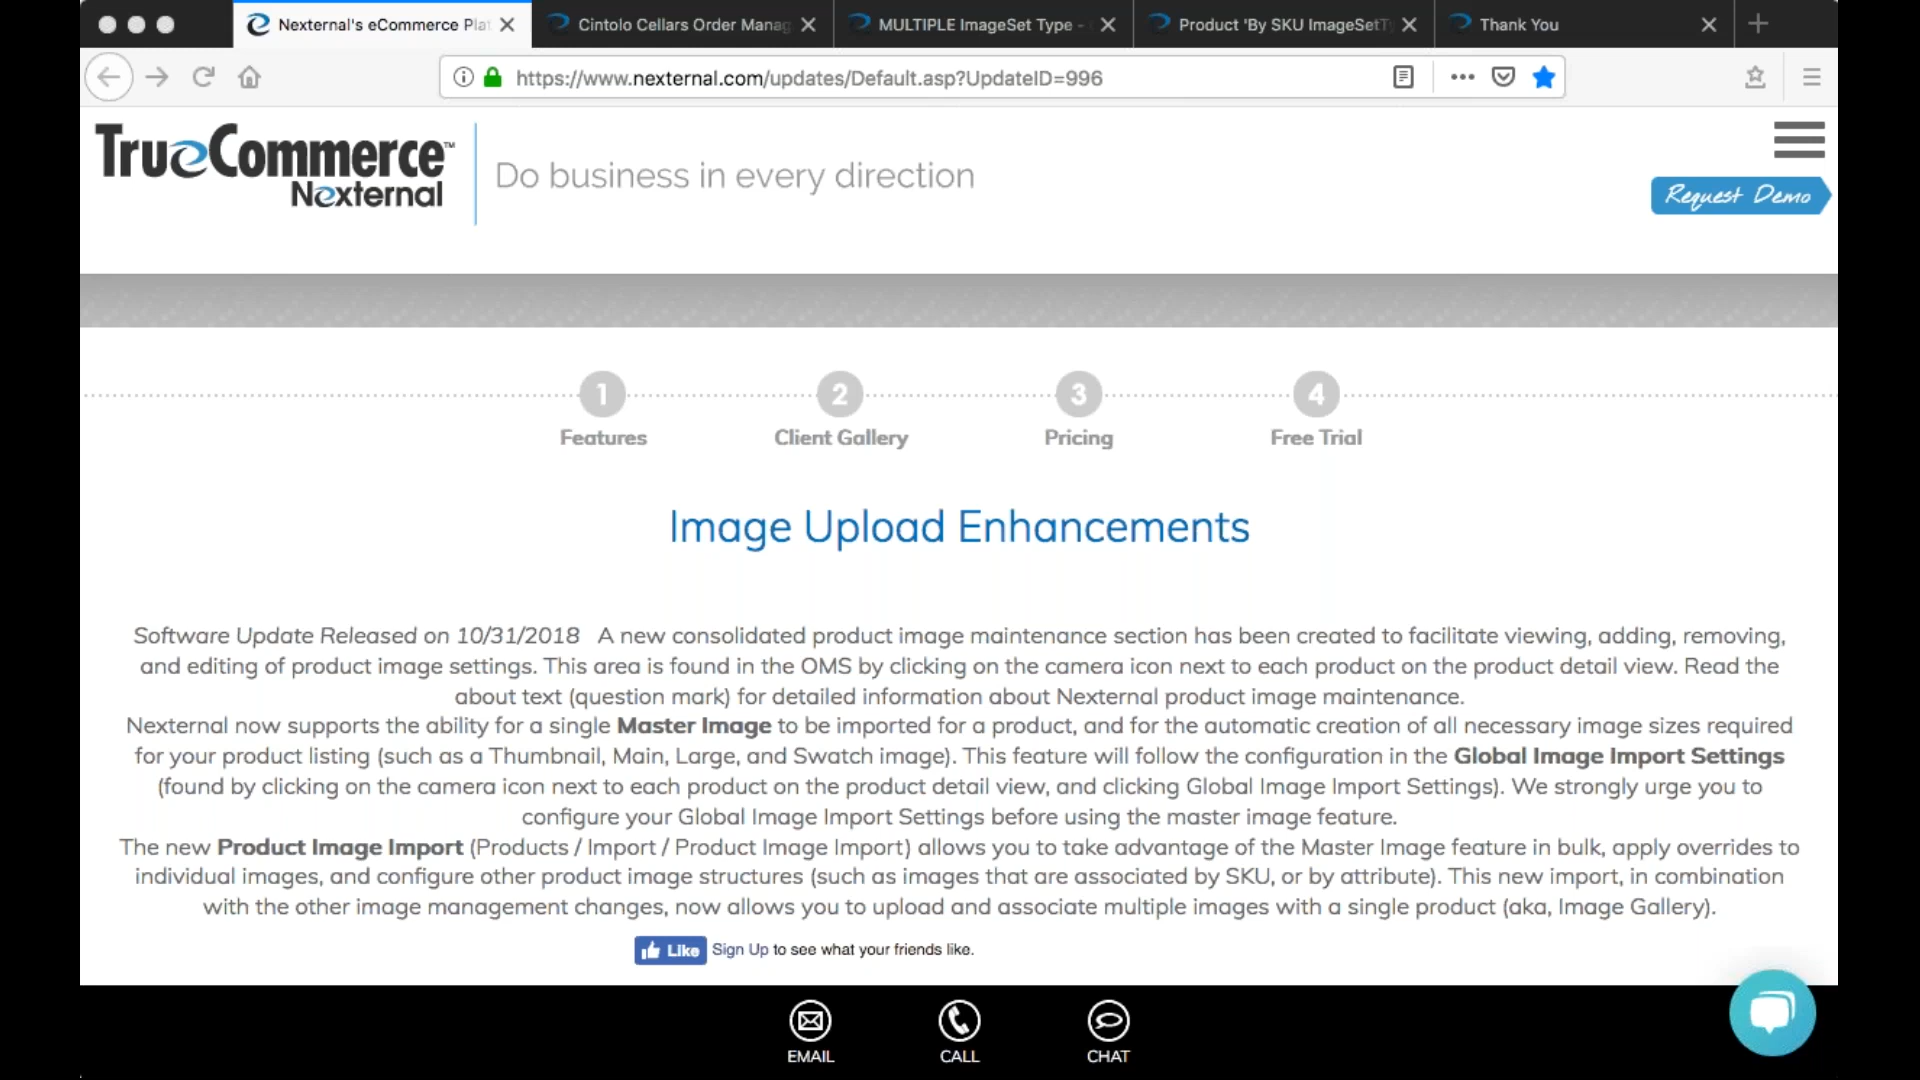 Nexternal's eCommerce Plat
Cintolo Cellars Order Manag
MULTIPLE ImageSet Type -
Product 'By SKU ImageSetTy
Thank You
https://www.nexternal.com/updates/Default.asp?UpdateID=996
TrueCommerce™
Nexternal
Do business in every direction
Request Demo
1
2
3
4
Features
Client Gallery
Pricing
Free Trial
Image Upload Enhancements
Software Update Released on 10/31/2018 A new consolidated product image maintenance section has been created to facilitate viewing, adding, removing,
and editing of product image settings. This area is found in the OMS by clicking on the camera icon next to each product on the product detail view. Read the
about text (question mark) for detailed information about Nexternal product image maintenance.
Nexternal now supports the ability for a single Master Image to be imported for a product, and for the automatic creation of all necessary image sizes required
for your product listing (such as a Thumbnail, Main, Large, and Swatch image). This feature will follow the configuration in the Global Image Import Settings
(found by clicking on the camera icon next to each product on the product detail view, and clicking Global Image Import Settings). We strongly urge you to
configure your Global Image Import Settings before using the master image feature.
The new Product Image Import (Products / Import / Product Image Import) allows you to take advantage of the Master Image feature in bulk, apply overrides to
individual images, and configure other product image structures (such as images that are associated by SKU, or by attribute). This new import, in combination
with the other image management changes, now allows you to upload and associate multiple images with a single product (aka, Image Gallery).
Like Sign Up to see what your friends like.
EMAIL
CALL
CHAT